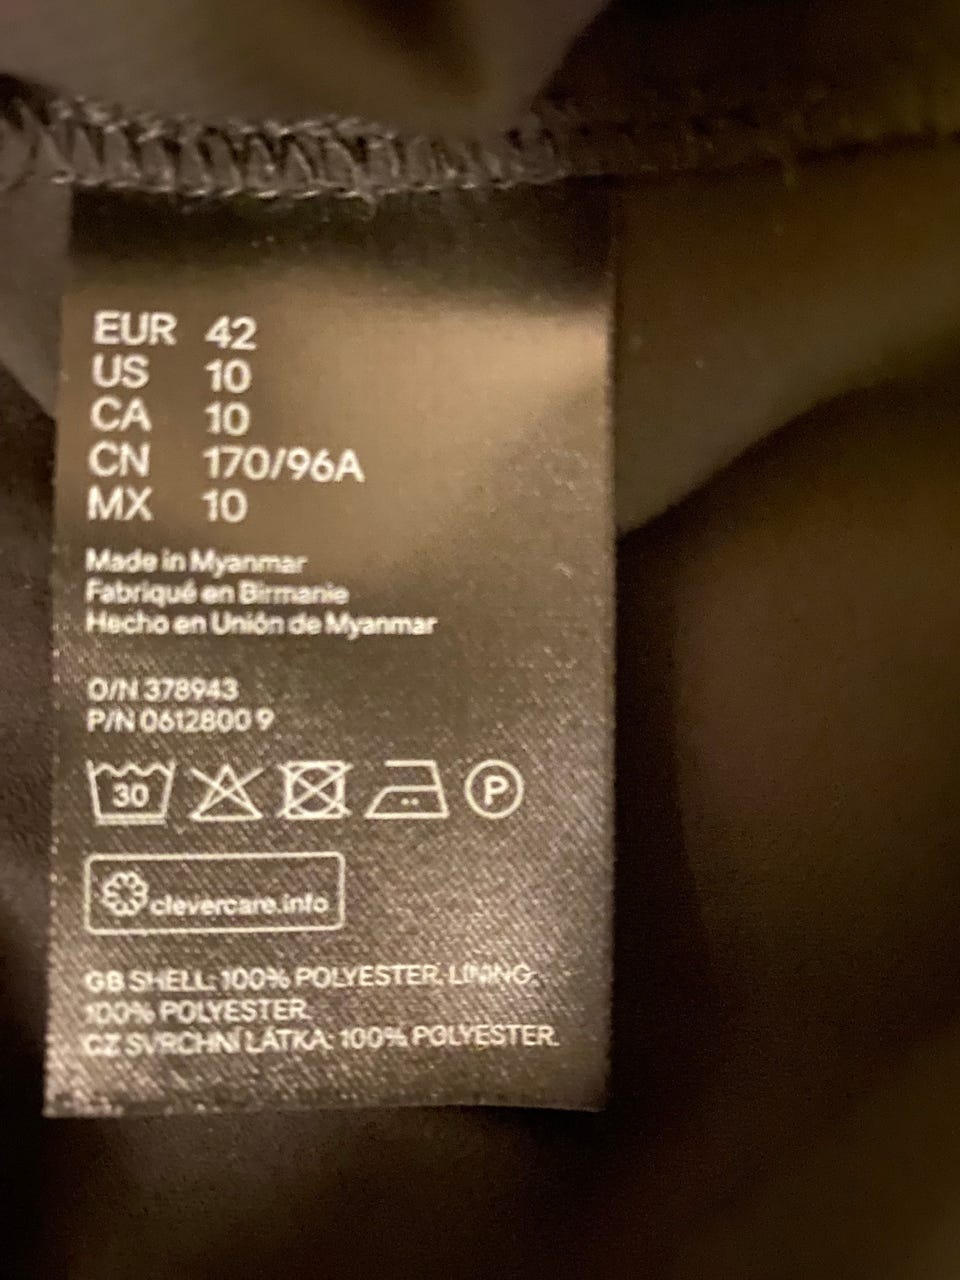 EUR 42
US 10
CA 10
CN 170/96A
MX 10
Made in Myanmar
Fabriqué en Birmanie
Hecho en Unión de Myanmar
O/N 378943
P/N 0612800 9
30 P
clevercare.info
GB SHELL: 100% POLYESTER. LINING:
100% POLYESTER.
CZ SVRCHNÍ LÁTKA: 100% POLYESTER.